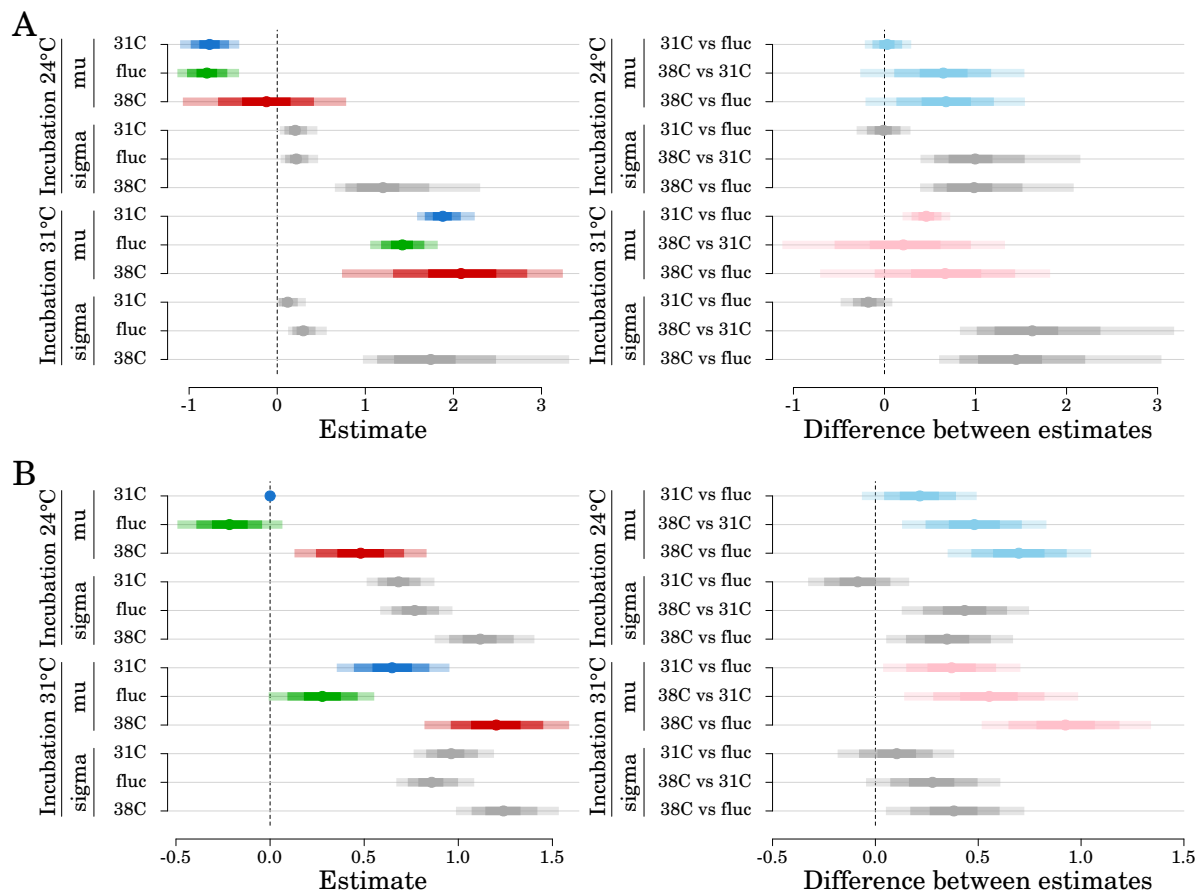 A
Incubation 24°C
mu
31C
fluc
38C
sigma
31C
fluc
38C
Incubation 31°C
mu
31C
fluc
38C
sigma
31C
fluc
38C
-1 0 1 2 3
Estimate
Incubation 24°C
mu
31C vs fluc
38C vs 31C
38C vs fluc
sigma
31C vs fluc
38C vs 31C
38C vs fluc
Incubation 31°C
mu
31C vs fluc
38C vs 31C
38C vs fluc
sigma
31C vs fluc
38C vs 31C
38C vs fluc
-1 0 1 2 3
Difference between estimates
B
Incubation 24°C
mu
31C
fluc
38C
sigma
31C
fluc
38C
Incubation 31°C
mu
31C
fluc
38C
sigma
31C
fluc
38C
-0.5 0.0 0.5 1.0 1.5
Estimate
Incubation 24°C
mu
31C vs fluc
38C vs 31C
38C vs fluc
sigma
31C vs fluc
38C vs 31C
38C vs fluc
Incubation 31°C
mu
31C vs fluc
38C vs 31C
38C vs fluc
sigma
31C vs fluc
38C vs 31C
38C vs fluc
-0.5 0.0 0.5 1.0 1.5
Difference between estimates